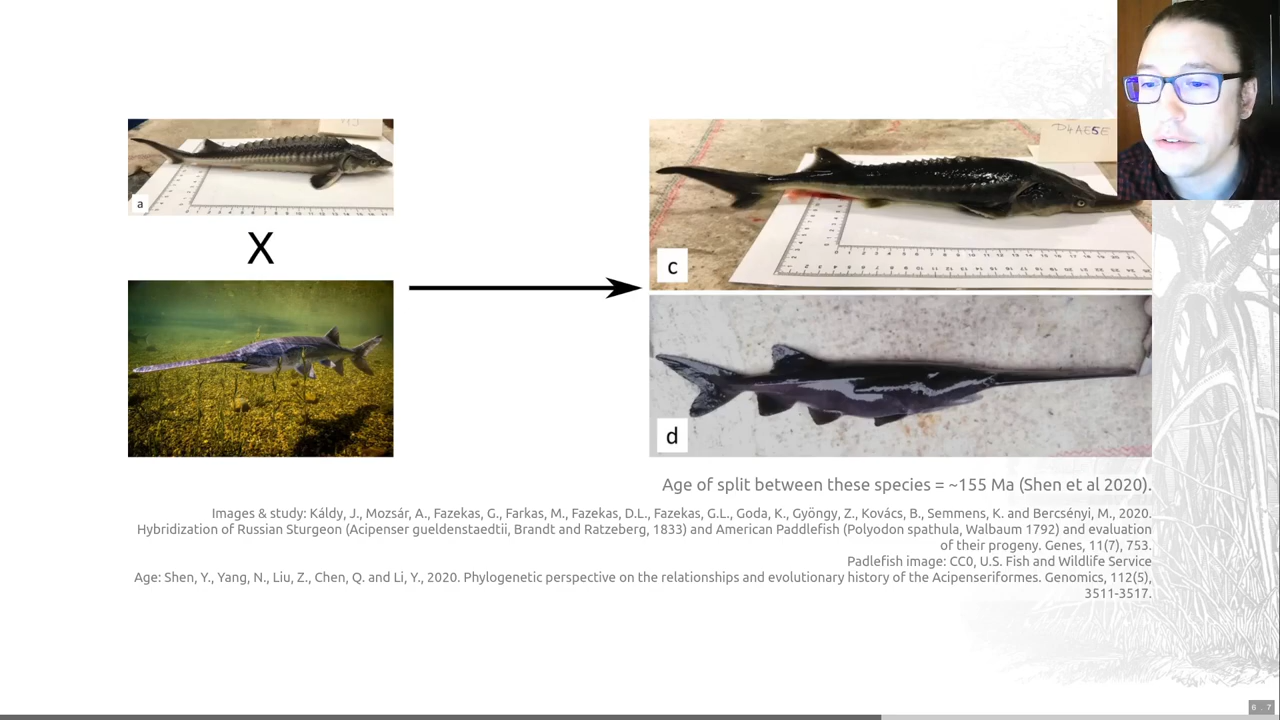 D4AE5E
a
X
c
d
Age of split between these species = ~155 Ma (Shen et al 2020).
Images & study: Káldy, J., Mozsár, A., Fazekas, G., Farkas, M., Fazekas, D.L., Fazekas, G.L., Goda, K., Gyöngy, Z., Kovács, B., Semmens, K. and Bercsényi, M., 2020.
Hybridization of Russian Sturgeon (Acipenser gueldenstaedtii, Brandt and Ratzeberg, 1833) and American Paddlefish (Polyodon spathula, Walbaum 1792) and evaluation
of their progeny. Genes, 11(7), 753.
Padlefish image: CC0, U.S. Fish and Wildlife Service
Age: Shen, Y., Yang, N., Liu, Z., Chen, Q. and Li, Y., 2020. Phylogenetic perspective on the relationships and evolutionary history of the Acipenseriformes. Genomics, 112(5),
3511-3517.
6.7